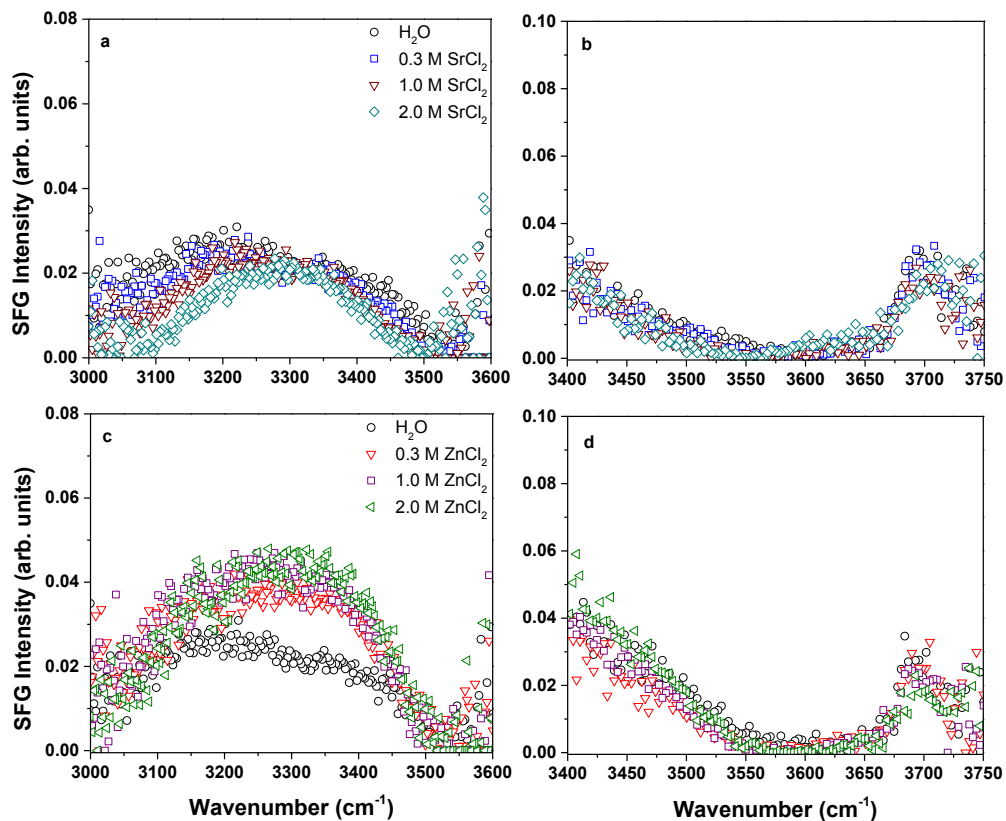 a
H₂O
0.3 M SrCl₂
1.0 M SrCl₂
2.0 M SrCl₂
0.08
0.06
0.04
0.02
0.00
3000 3100 3200 3300 3400 3500 3600
SFG Intensity (arb. units)
b
0.10
0.08
0.06
0.04
0.02
0.00
3400 3450 3500 3550 3600 3650 3700 3750
c
H₂O
0.3 M ZnCl₂
1.0 M ZnCl₂
2.0 M ZnCl₂
0.08
0.06
0.04
0.02
0.00
3000 3100 3200 3300 3400 3500 3600
SFG Intensity (arb. units)
Wavenumber (cm⁻¹)
d
0.10
0.08
0.06
0.04
0.02
0.00
3400 3450 3500 3550 3600 3650 3700 3750
Wavenumber (cm⁻¹)